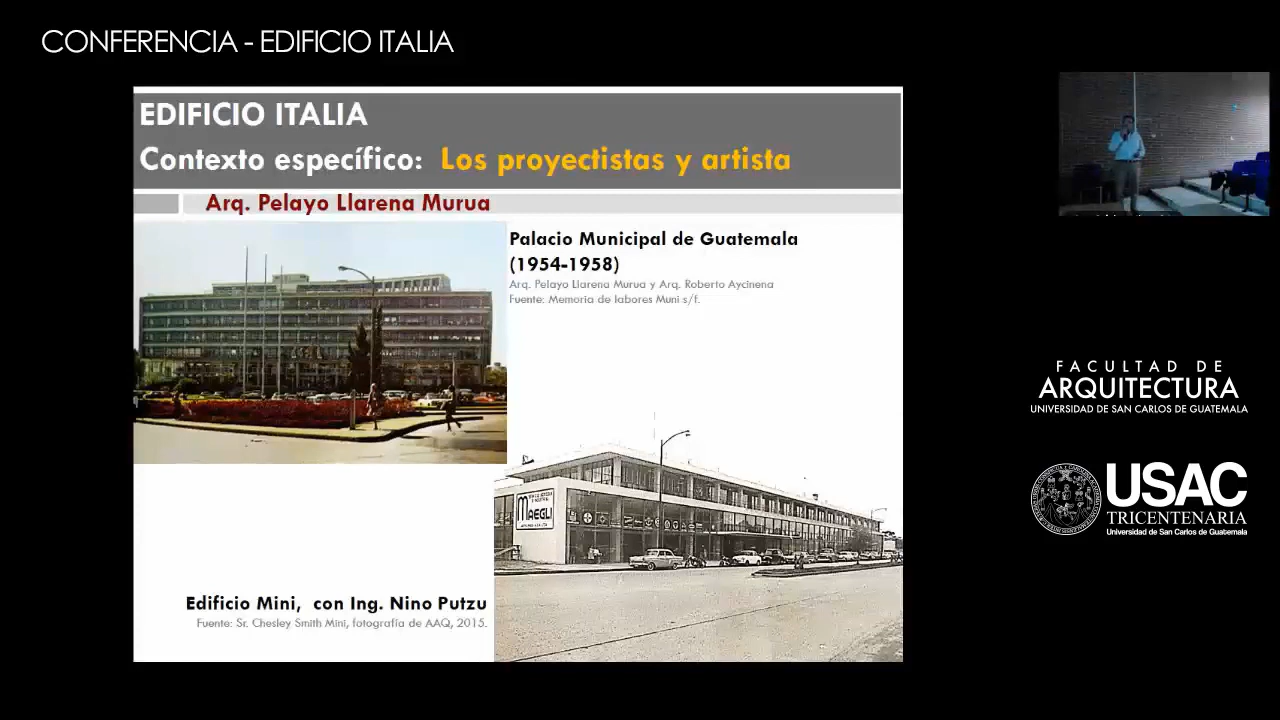 CONFERENCIA - EDIFICIO ITALIA
EDIFICIO ITALIA
Contexto específico: Los proyectistas y artista
Arq. Pelayo Llarena Murua
Palacio Municipal de Guatemala
(1954-1958)
Arq. Pelayo Llarena Murua y Arq. Roberto Aycinena
Fuente: Memoria de labores Muni s/f.
MAEGLI
Edificio Mini, con Ing. Nino Putzu
Fuente: Sr. Chesley Smith Mini, fotografía de AAQ, 2015.
FACULTAD DE
ARQUITECTURA
UNIVERSIDAD DE SAN CARLOS DE GUATEMALA
USAC
TRICENTENARIA
Universidad de San Carlos de Guatemala